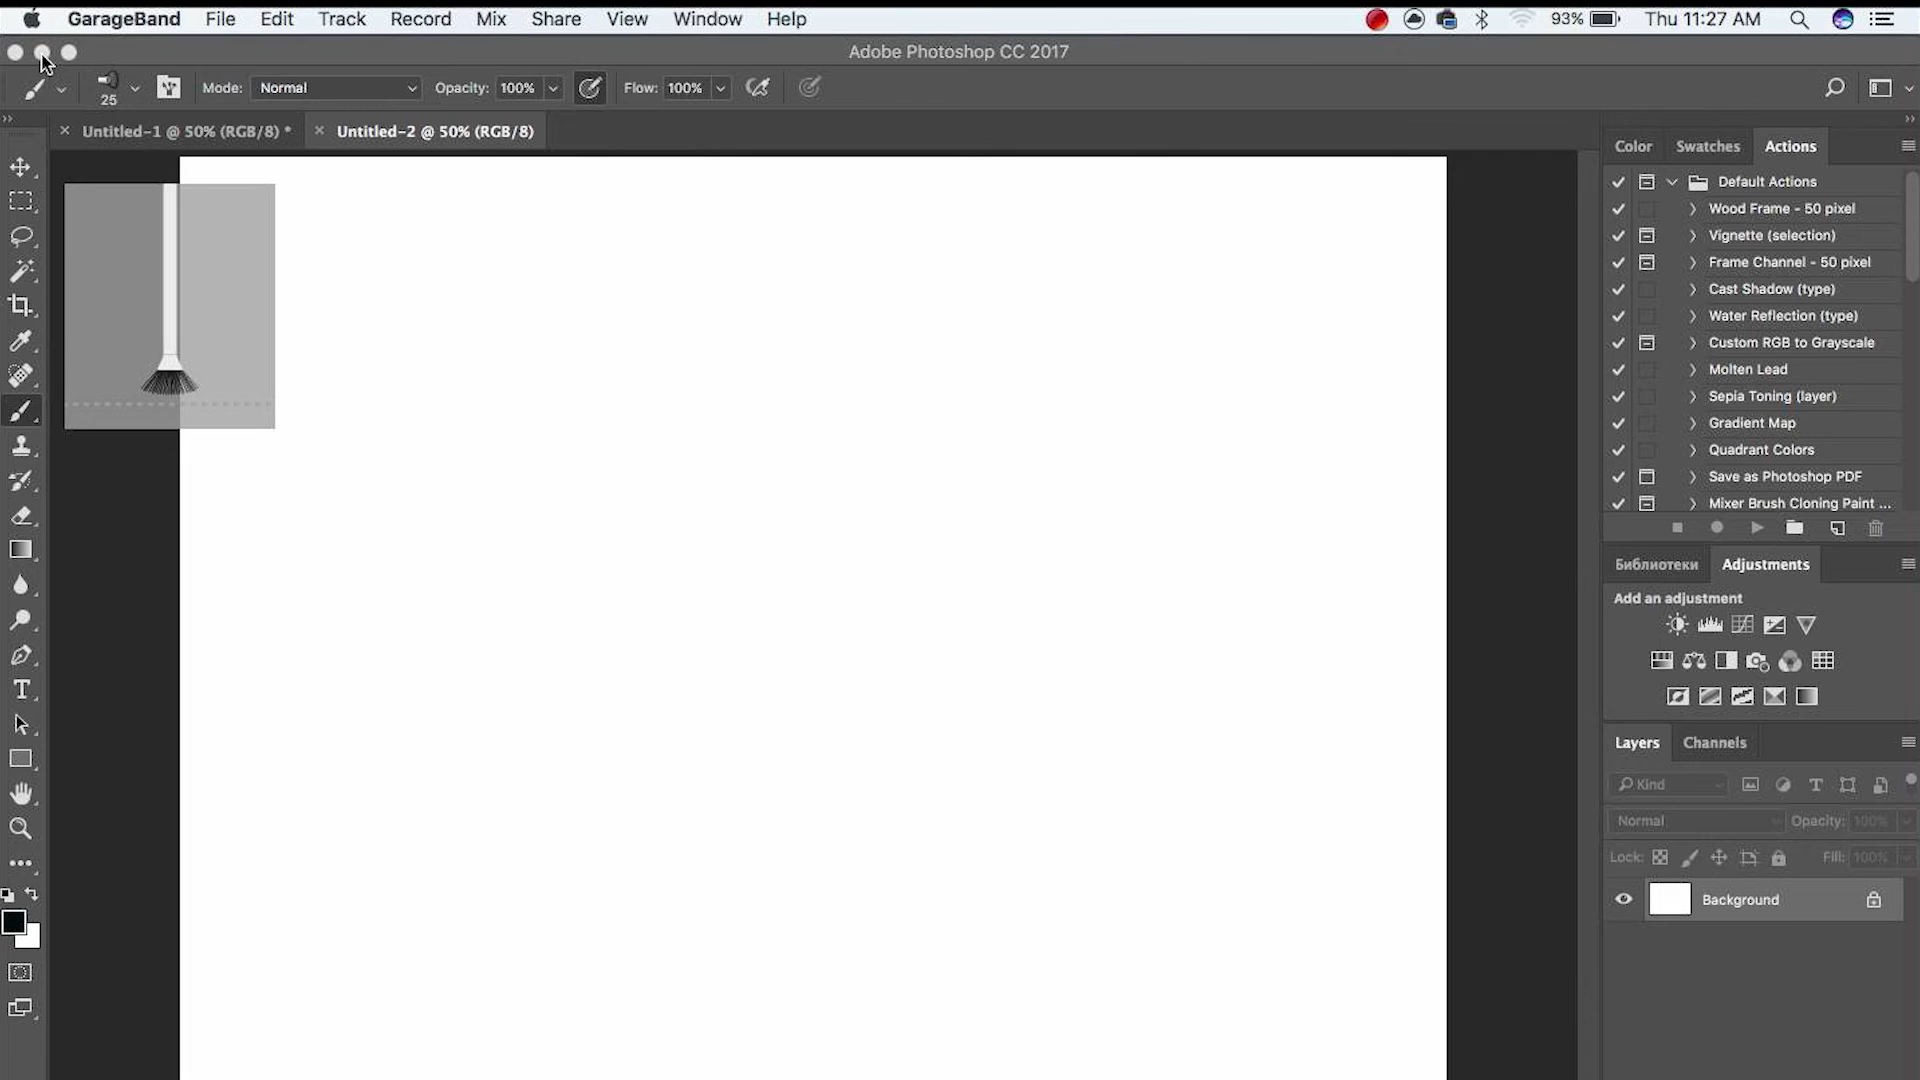 GarageBand File Edit Track Record Mix Share View Window Help 93% Thu 11:27 AM
Adobe Photoshop CC 2017
25 Mode: Normal Opacity: 100% Flow: 100%
Untitled-1 @ 50% (RGB/8) * Untitled-2 @ 50% (RGB/8)
Color Swatches Actions
Default Actions
Wood Frame - 50 pixel
Vignette (selection)
Frame Channel - 50 pixel
Cast Shadow (type)
Water Reflection (type)
Custom RGB to Grayscale
Molten Lead
Sepia Toning (layer)
Gradient Map
Quadrant Colors
Save as Photoshop PDF
Mixer Brush Cloning Paint ...
Библиотеки Adjustments
Add an adjustment
Layers Channels
Kind
Normal Opacity: 100%
Lock: Fill: 100%
Background